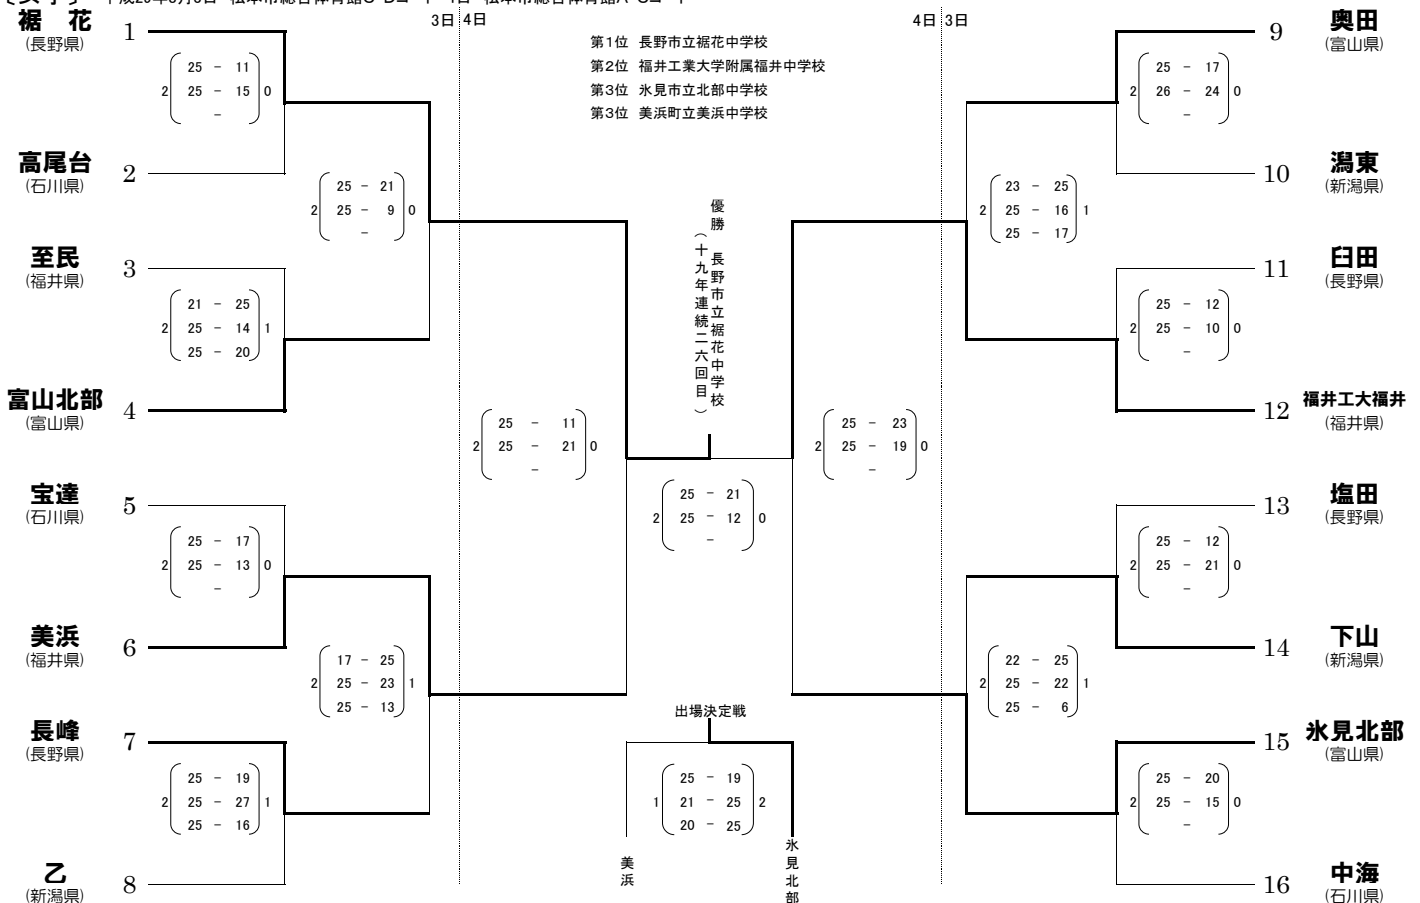 3日 4日
4日 3日
第1位 長野市立裾花中学校
第2位 福井工業大学附属福井中学校
第3位 氷見市立北部中学校
第3位 美浜町立美浜中学校
裾 花 1
(長野県)
25 - 11
2 25 - 15 0
-
高尾台 2
(石川県)
25 - 21
2 25 - 9 0
-
至民 3
(福井県)
21 - 25
2 25 - 14 1
25 - 20
富山北部 4
(富山県)
25 - 11
2 25 - 21 0
-
宝達 5
(石川県)
25 - 17
2 25 - 13 0
-
美浜 6
(福井県)
17 - 25
2 25 - 23 1
25 - 13
長峰 7
(長野県)
25 - 19
2 25 - 27 1
25 - 16
乙 8
(新潟県)
優勝 長野市立裾花中学校
(十九年連続二六回目)
25 - 21
2 25 - 12 0
-
出場決定戦
25 - 19
1 21 - 25 2
20 - 25
美浜
氷見北部
9 奥田
(富山県)
25 - 17
2 26 - 24 0
-
10 潟東
(新潟県)
23 - 25
2 25 - 16 1
25 - 17
11 臼田
(長野県)
25 - 12
2 25 - 10 0
-
12 福井工大福井
(福井県)
25 - 23
2 25 - 19 0
-
13 塩田
(長野県)
25 - 12
2 25 - 21 0
-
14 下山
(新潟県)
22 - 25
2 25 - 22 1
25 - 6
15 氷見北部
(富山県)
25 - 20
2 25 - 15 0
-
16 中海
(石川県)